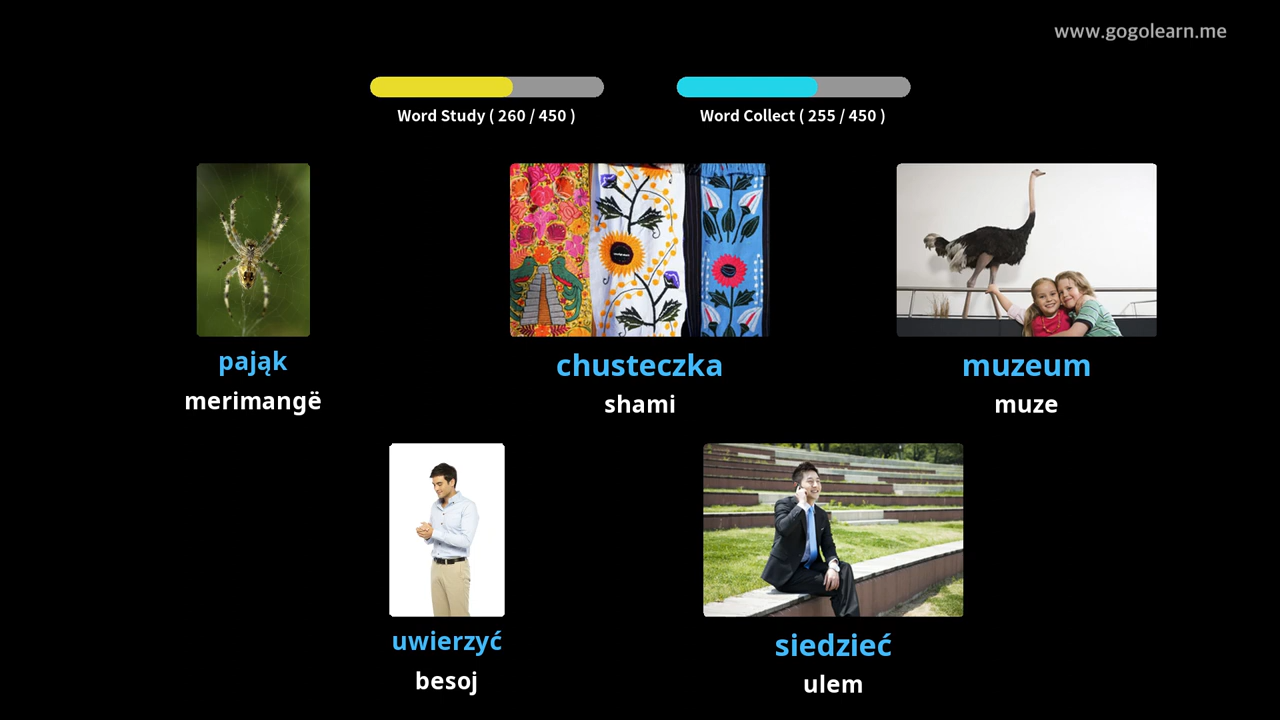 www.gogolearn.me
Word Study ( 260 / 450 )
Word Collect ( 255 / 450 )
pająk
merimangë
chusteczka
shami
muzeum
muze
uwierzyć
besoj
siedzieć
ulem